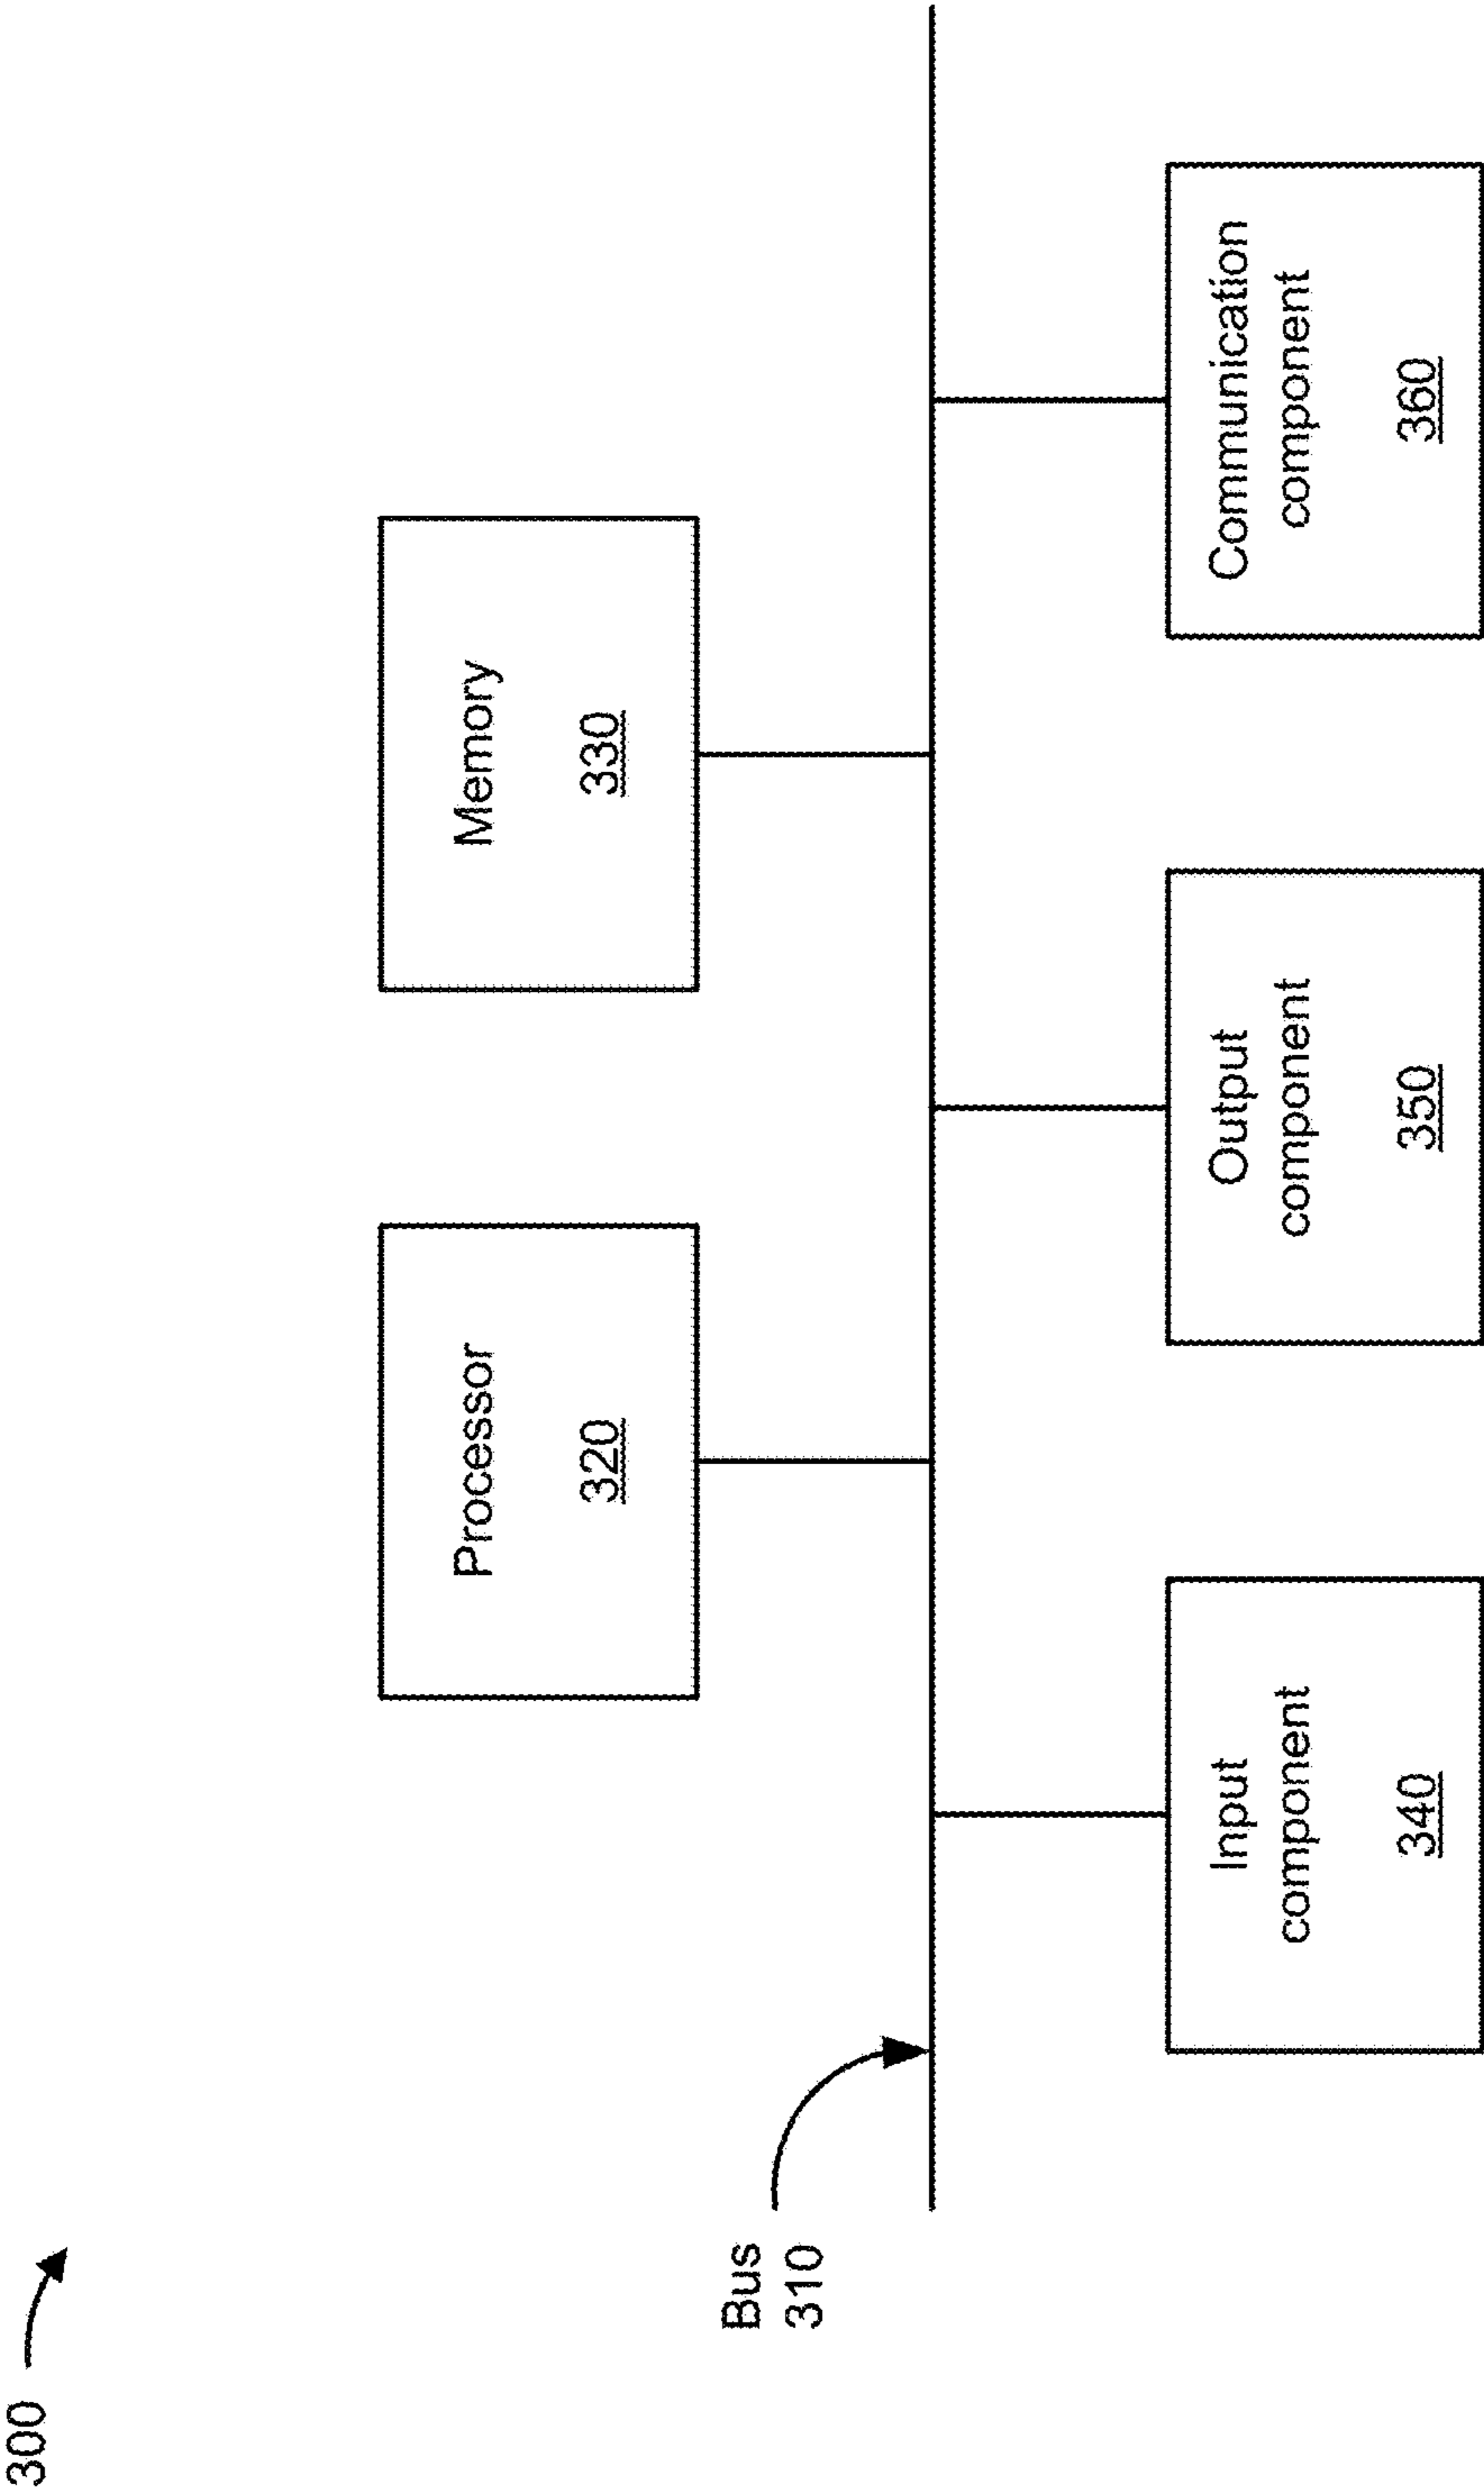 300
Processor
320
Memory
330
Bus
310
Input
component
340
Output
component
350
Communication
component
360